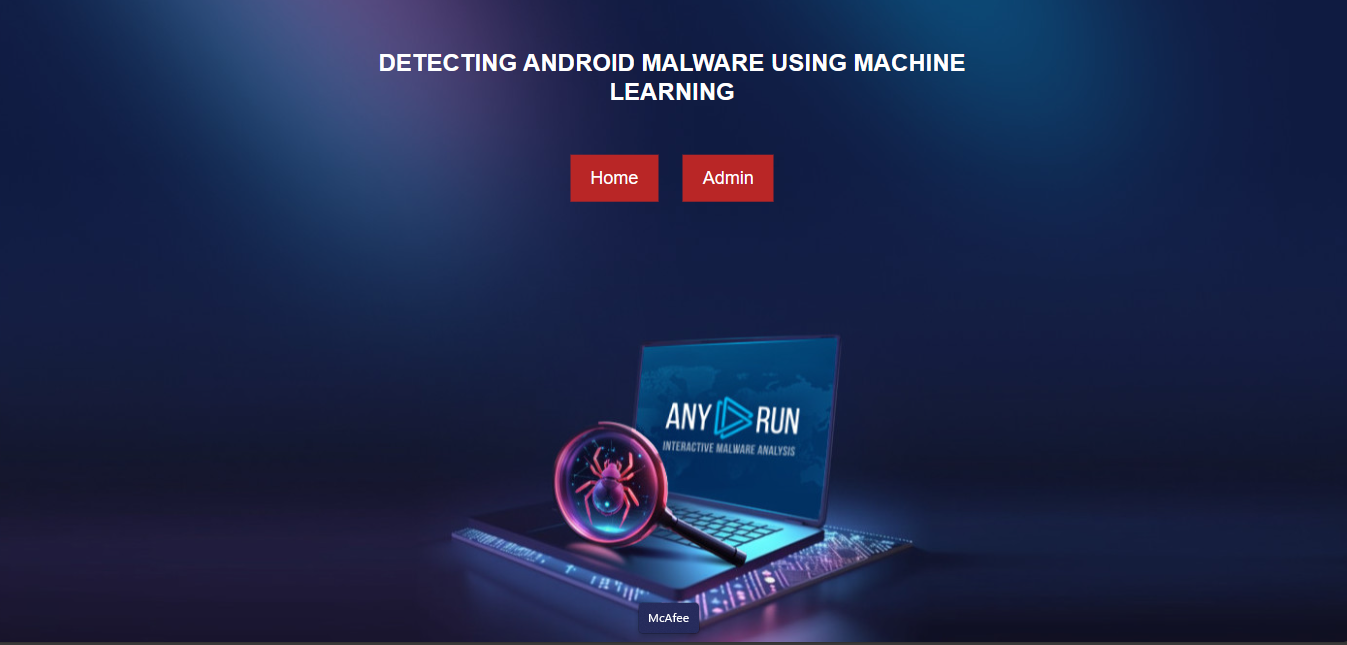 DETECTING ANDROID MALWARE USING MACHINE
LEARNING
Home
Admin
ANY RUN
INTERACTIVE MALWARE ANALYSIS
McAfee